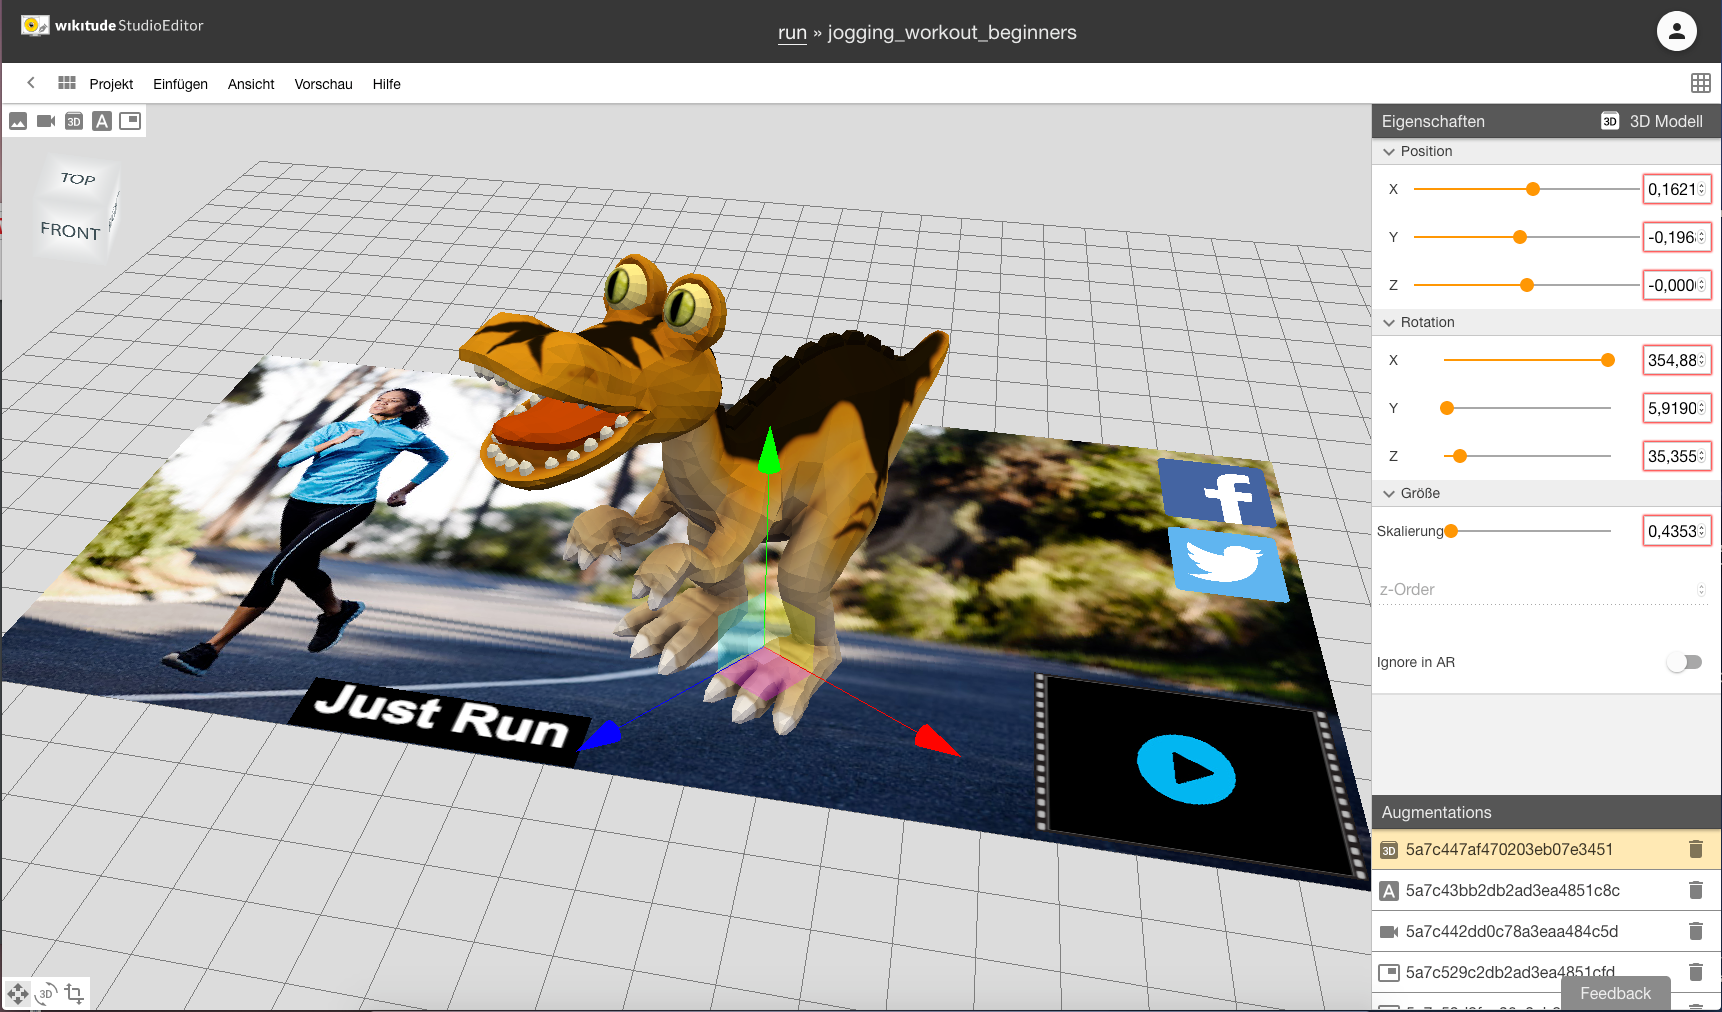 wikitude StudioEditor
run » jogging_workout_beginners
Projekt Einfügen Ansicht Vorschau Hilfe
3D A
TOP
FRONT
Just Run
f
3D
Eigenschaften 3D 3D Modell
Position
X 0,1621
Y -0,196
Z -0,000
Rotation
X 354,88
Y 5,9190
Z 35,355
Größe
Skalierung 0,4353
z-Order
Ignore in AR
Augmentations
3D 5a7c447af470203eb07e3451
A 5a7c43bb2db2ad3ea4851c8c
5a7c442dd0c78a3eaa484c5d
5a7c529c2db2ad3ea4851cfd
Feedback